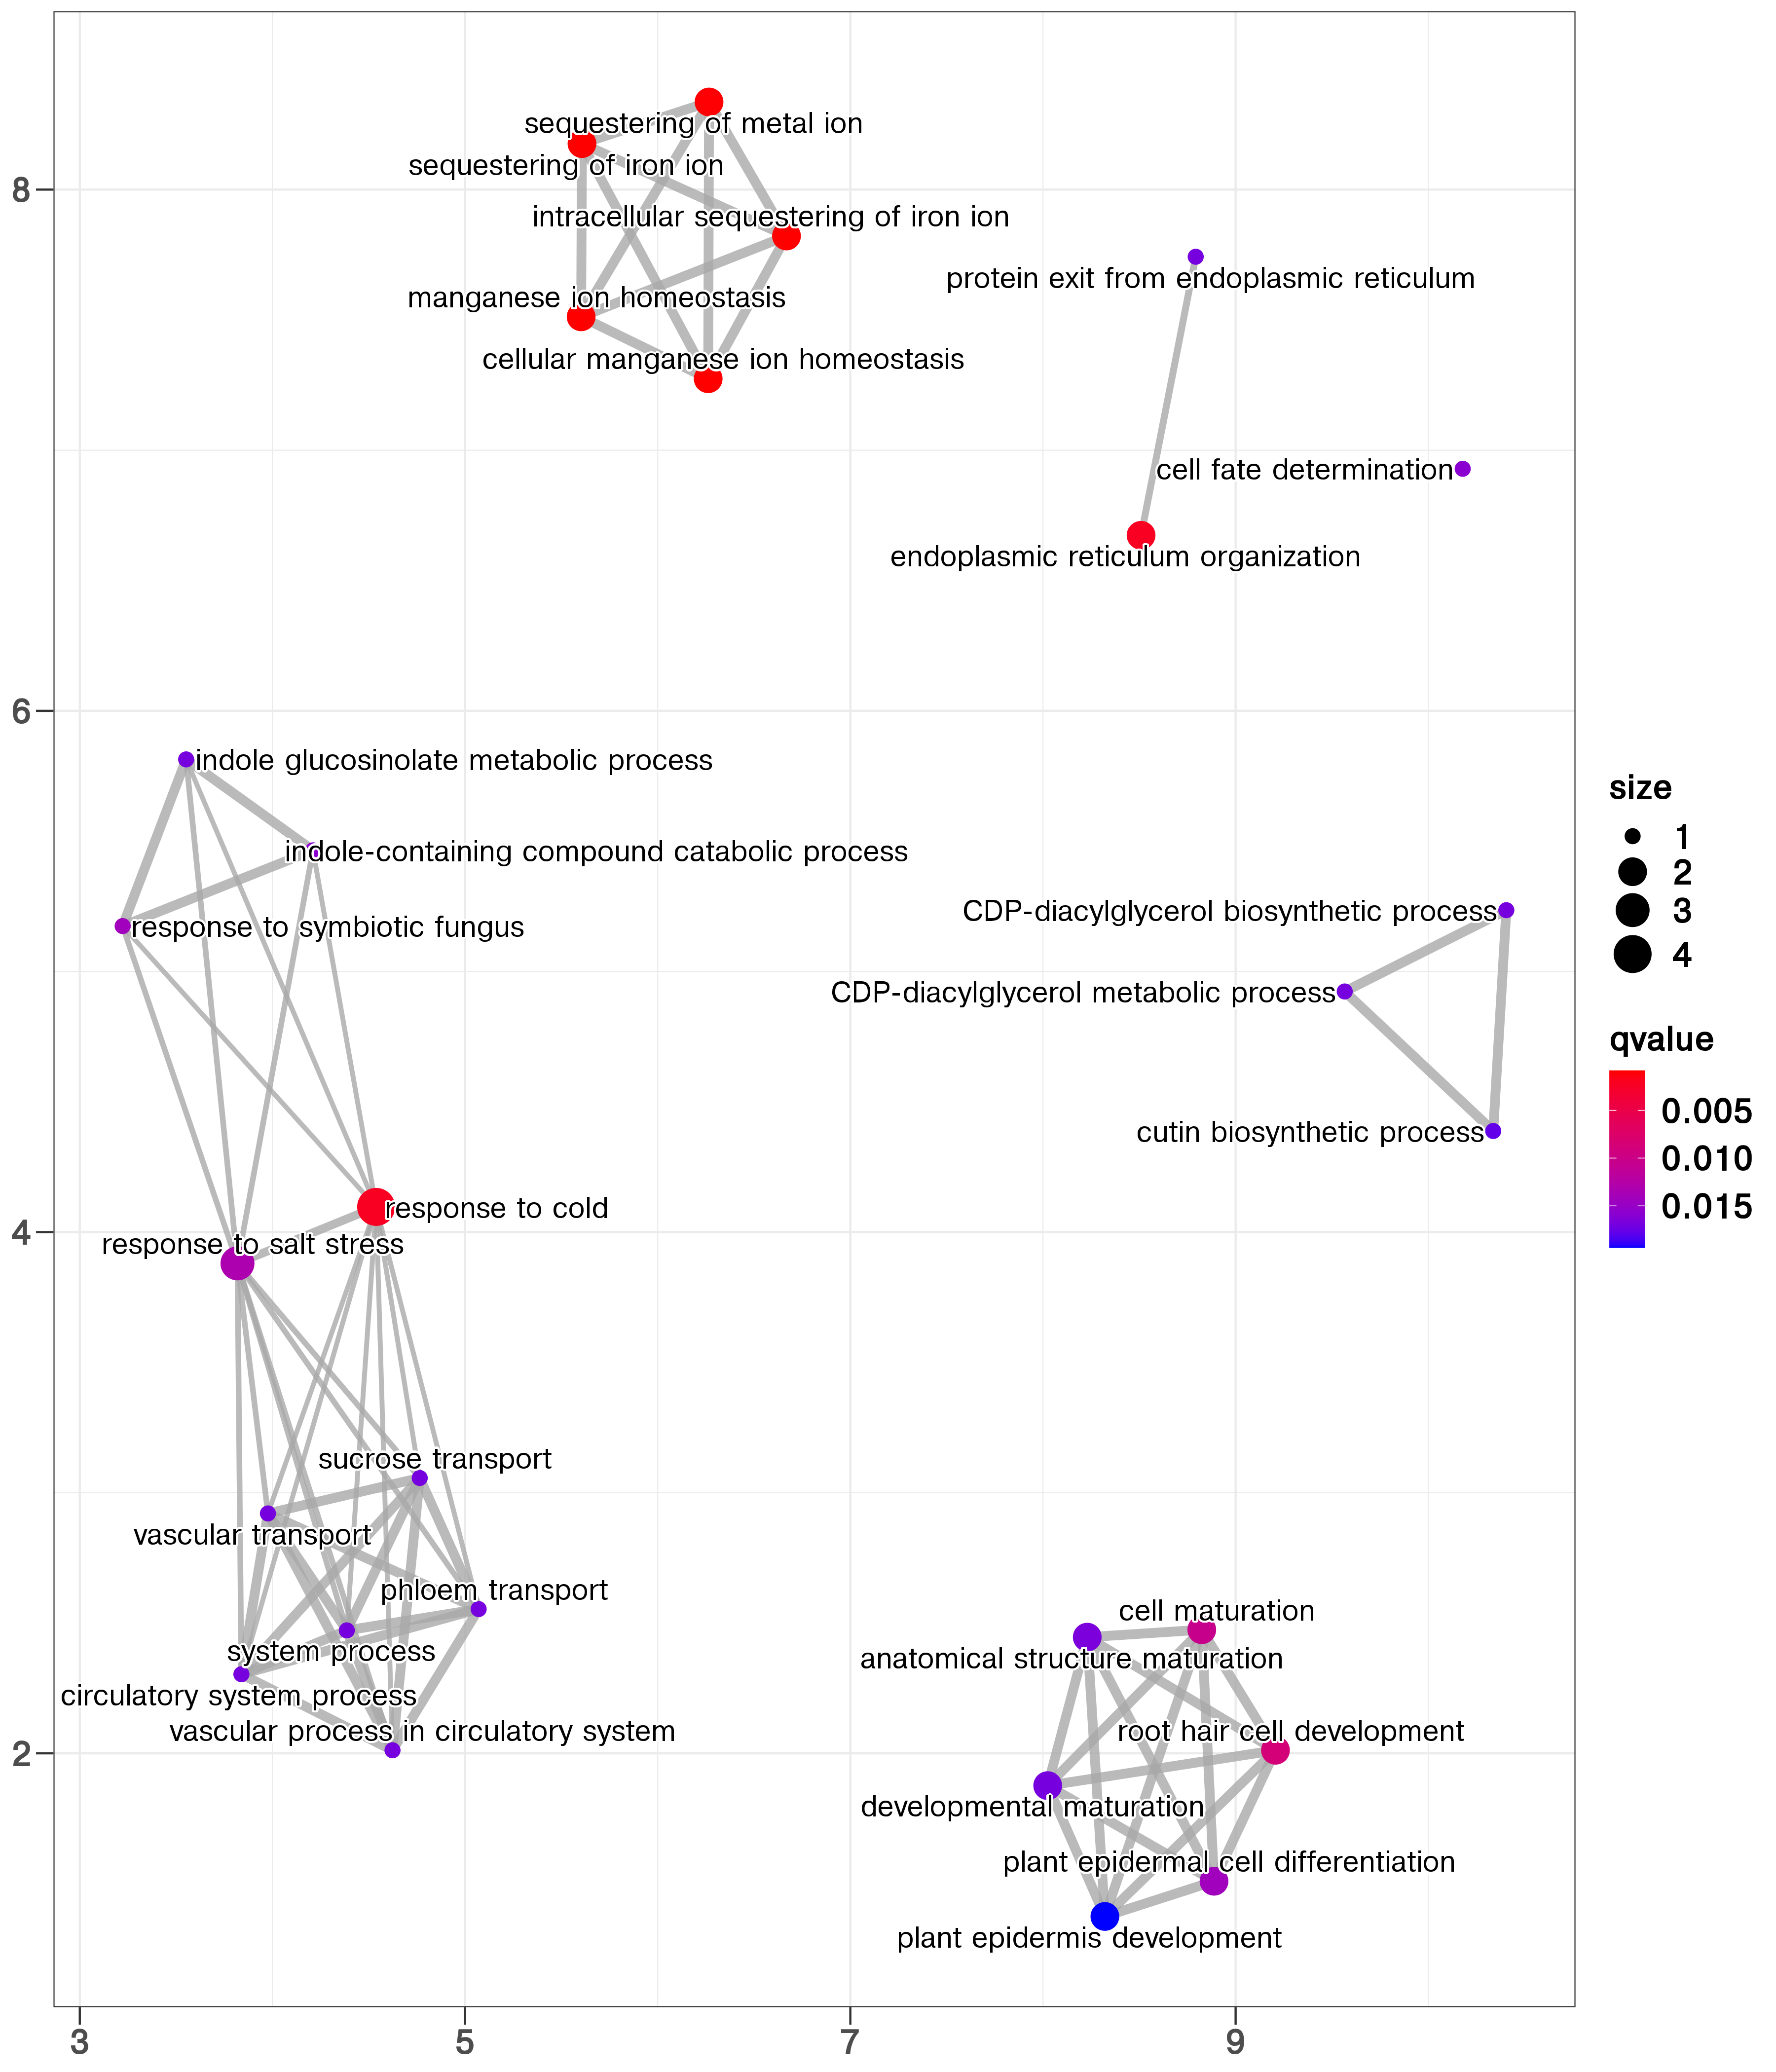 8
6
4
2
3
5
7
9
sequestering of metal ion
sequestering of iron ion
intracellular sequestering of iron ion
manganese ion homeostasis
cellular manganese ion homeostasis
protein exit from endoplasmic reticulum
cell fate determination
endoplasmic reticulum organization
indole glucosinolate metabolic process
indole-containing compound catabolic process
response to symbiotic fungus
CDP-diacylglycerol biosynthetic process
CDP-diacylglycerol metabolic process
cutin biosynthetic process
response to cold
response to salt stress
sucrose transport
vascular transport
phloem transport
system process
circulatory system process
vascular process in circulatory system
cell maturation
anatomical structure maturation
root hair cell development
developmental maturation
plant epidermal cell differentiation
plant epidermis development
size
1
2
3
4
qvalue
0.005
0.010
0.015